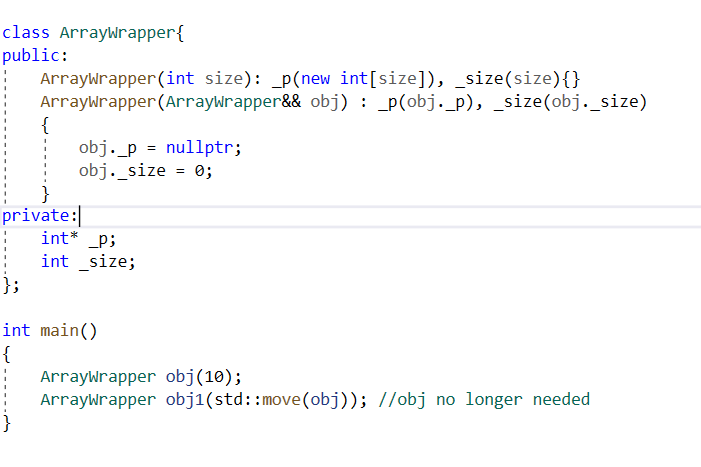 class ArrayWrapper{
public:
    ArrayWrapper(int size): _p(new int[size]), _size(size){}
    ArrayWrapper(ArrayWrapper&& obj) : _p(obj._p), _size(obj._size)
    {
        obj._p = nullptr;
        obj._size = 0;
    }
private:
    int* _p;
    int _size;
};

int main()
{
    ArrayWrapper obj(10);
    ArrayWrapper obj1(std::move(obj)); //obj no longer needed
}